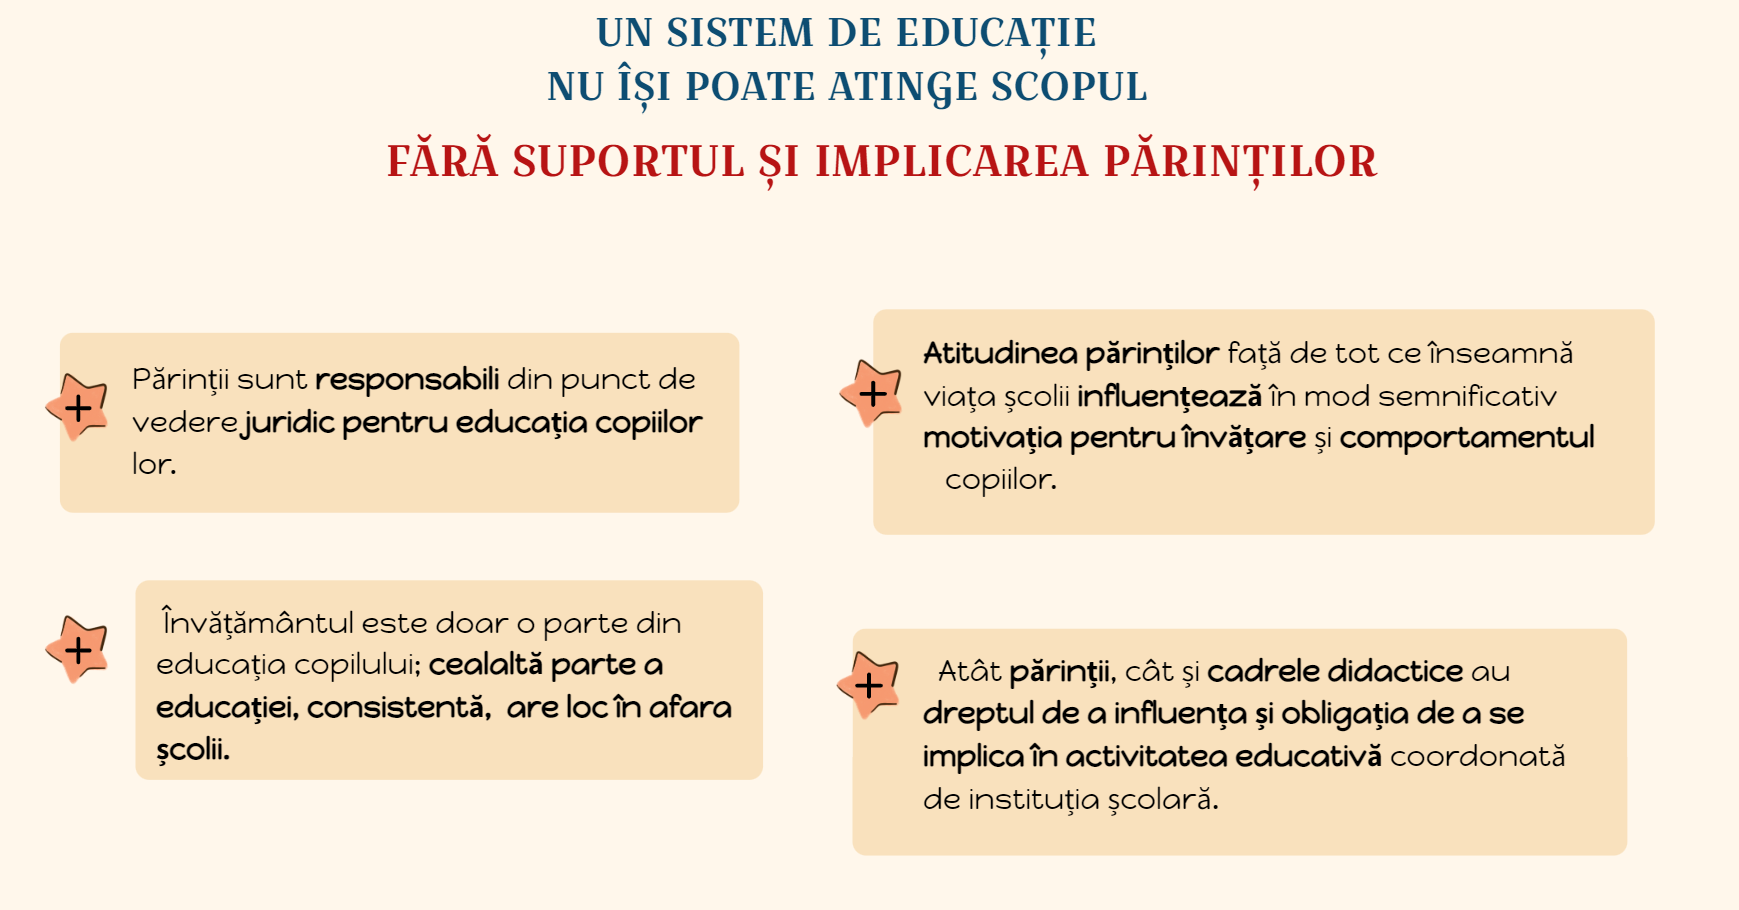 UN SISTEM DE EDUCAȚIE
NU ÎȘI POATE ATINGE SCOPUL
FĂRĂ SUPORTUL ȘI IMPLICAREA PĂRINȚILOR
Părinții sunt responsabili din punct de
vedere juridic pentru educația copiilor
lor.
Atitudinea părinților față de tot ce înseamnă
viața școlii influențează în mod semnificativ
motivația pentru învățare și comportamentul
copiilor.
Învățământul este doar o parte din
educația copilului; cealaltă parte a
educației, consistentă, are loc în afara
școlii.
Atât părinții, cât și cadrele didactice au
dreptul de a influența și obligația de a se
implica în activitatea educativă coordonată
de instituția școlară.